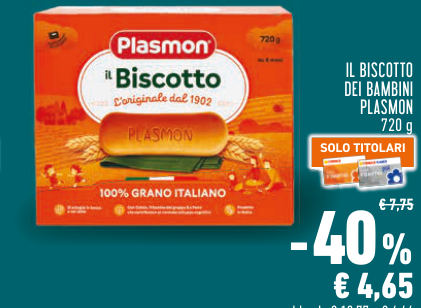 Plasmon
720 g
il Biscotto
L'originale dal 1902
PLASMON
100% GRANO ITALIANO
IL BISCOTTO
DEI BAMBINI
PLASMON
720 g
SOLO TITOLARI
€ 7,75
-40%
€ 4,65